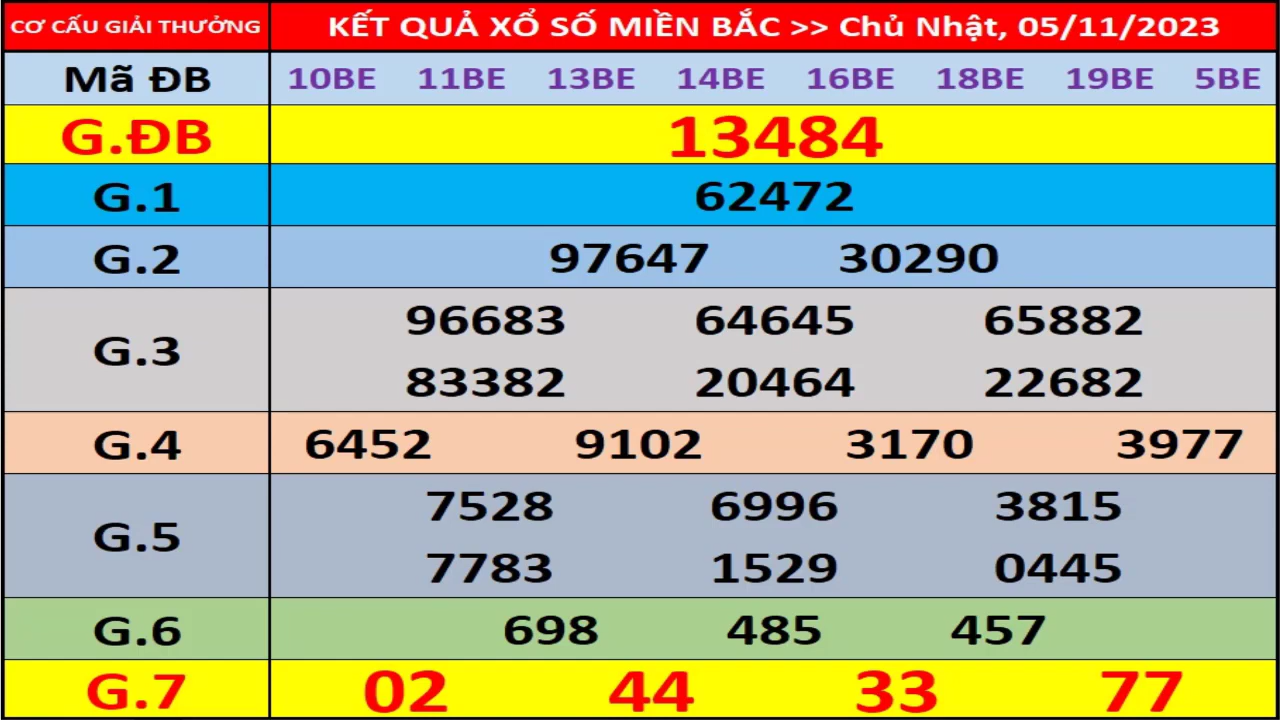 CƠ CẤU GIẢI THƯỞNG KẾT QUẢ XỔ SỐ MIỀN BẮC >> Chủ Nhật, 05/11/2023
Mã ĐB 10BE 11BE 13BE 14BE 16BE 18BE 19BE 5BE
G.ĐB 13484
G.1 62472
G.2 97647 30290
G.3
96683 64645 65882
83382 20464 22682
G.4 6452 9102 3170 3977
G.5
7528 6996 3815
7783 1529 0445
G.6 698 485 457
G.7 02 44 33 77